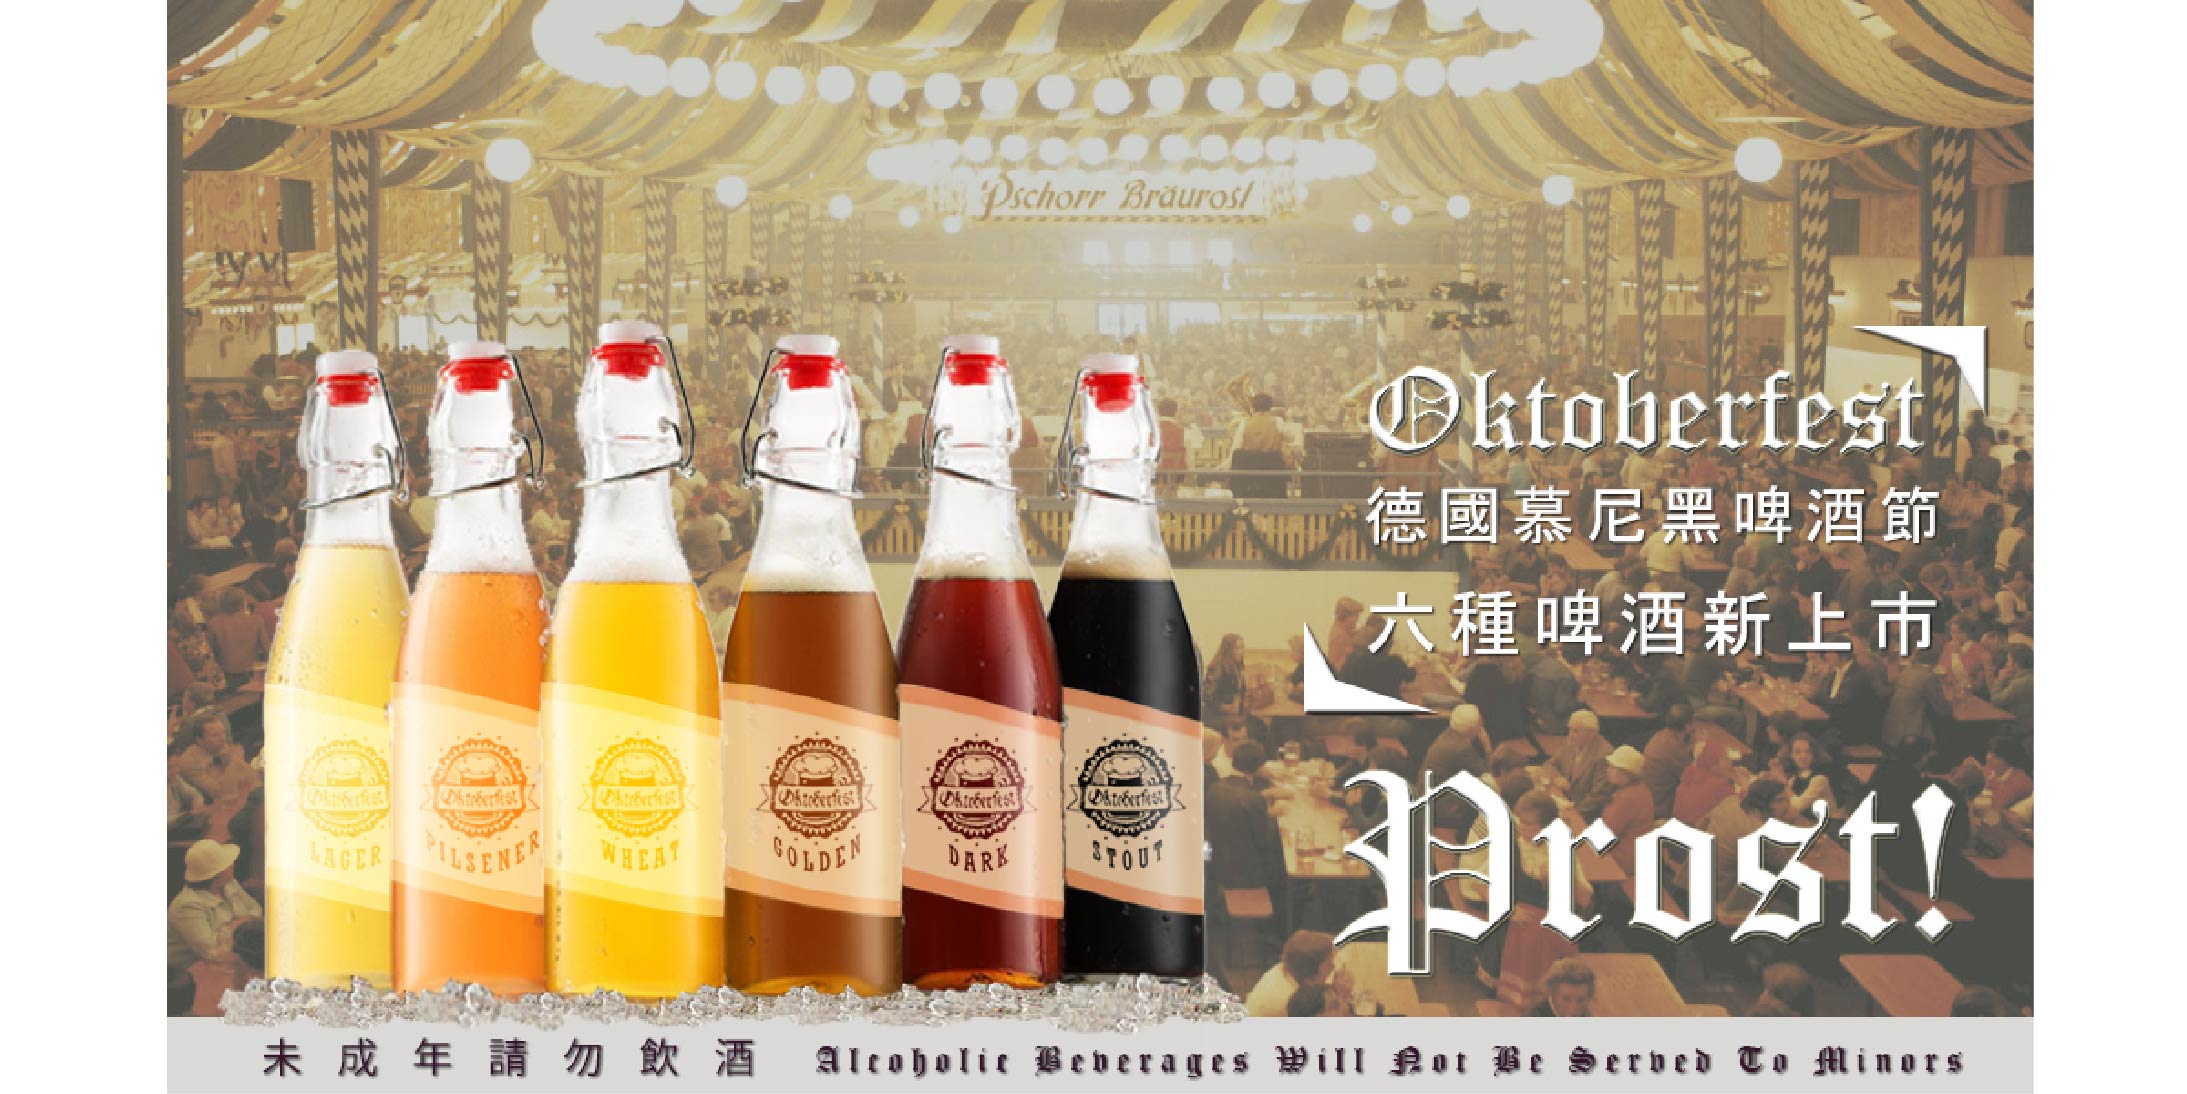 Pschorr Bräurosl
Oktoberfest
德國慕尼黑啤酒節
六種啤酒新上市
Prost!
Oktoberfest
LAGER
Oktoberfest
PILSENER
Oktoberfest
WHEAT
Oktoberfest
GOLDEN
Oktoberfest
DARK
Oktoberfest
STOUT
未成年請勿飲酒 Alcoholic Beverages Will Not Be Served To Minors